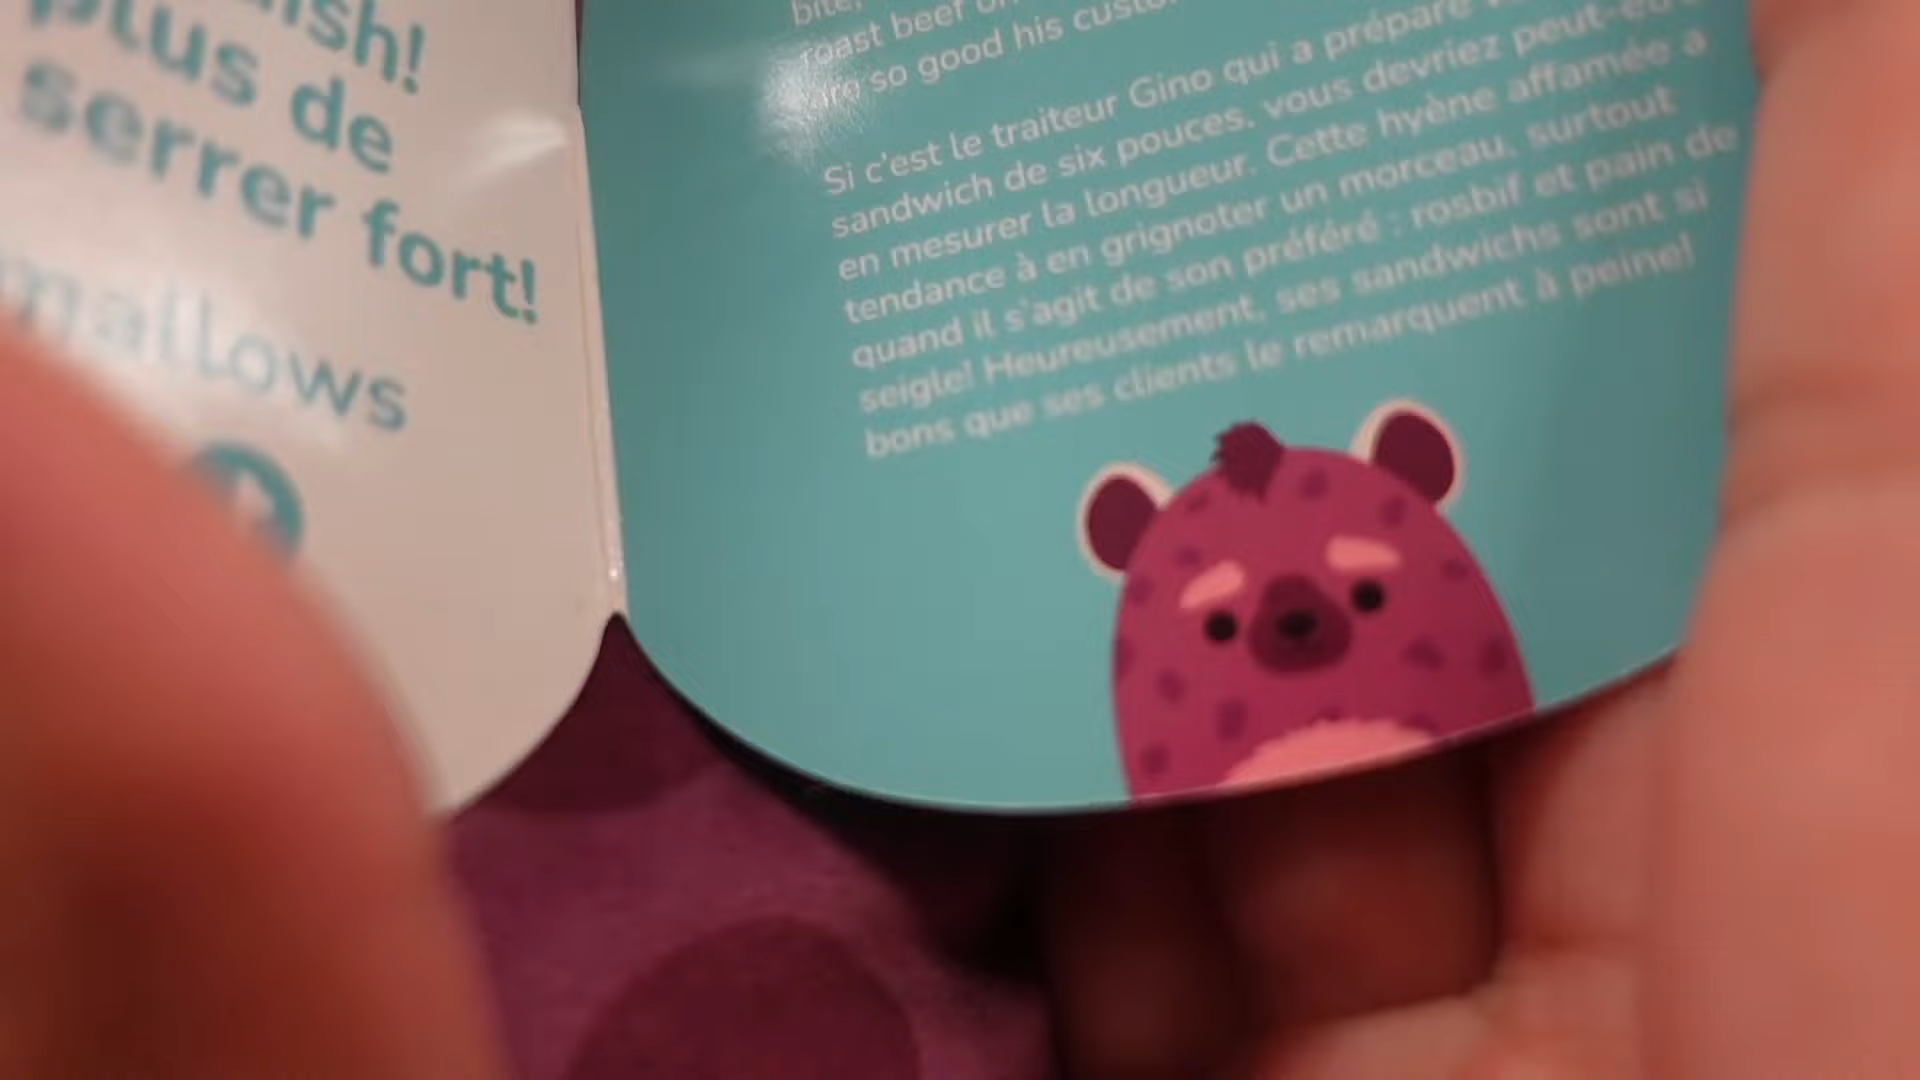 plus de
serrer fort!
mallows
bite,
roast beef on
are so good his custo
Si c'est le traiteur Gino qui a préparé
sandwich de six pouces, vous devriez peut-êt
en mesurer la longueur. Cette hyène affamée a
tendance à en grignoter un morceau, surtout
quand il s'agit de son préféré : rosbif et pain de
seigle! Heureusement, ses sandwichs sont si
bons que ses clients le remarquent à peine!